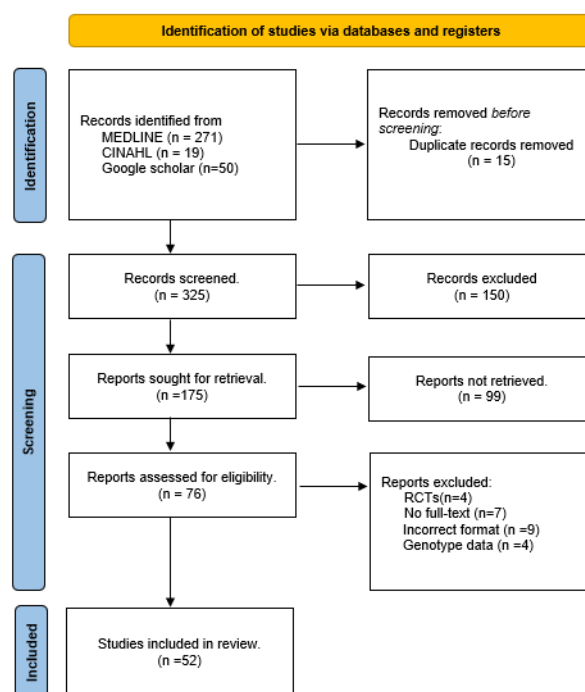 Identification of studies via databases and registers
Identification
Records identified from
MEDLINE (n = 271)
CINAHL (n = 19)
Google scholar (n=50)
Records removed before
screening:
Duplicate records removed
(n = 15)
Screening
Records screened.
(n = 325)
Records excluded
(n = 150)
Reports sought for retrieval.
(n =175)
Reports not retrieved.
(n = 99)
Reports assessed for eligibility.
(n = 76)
Reports excluded:
RCTs(n=4)
No full-text (n=7)
Incorrect format (n =9)
Genotype data (n =4)
Included
Studies included in review.
(n =52)